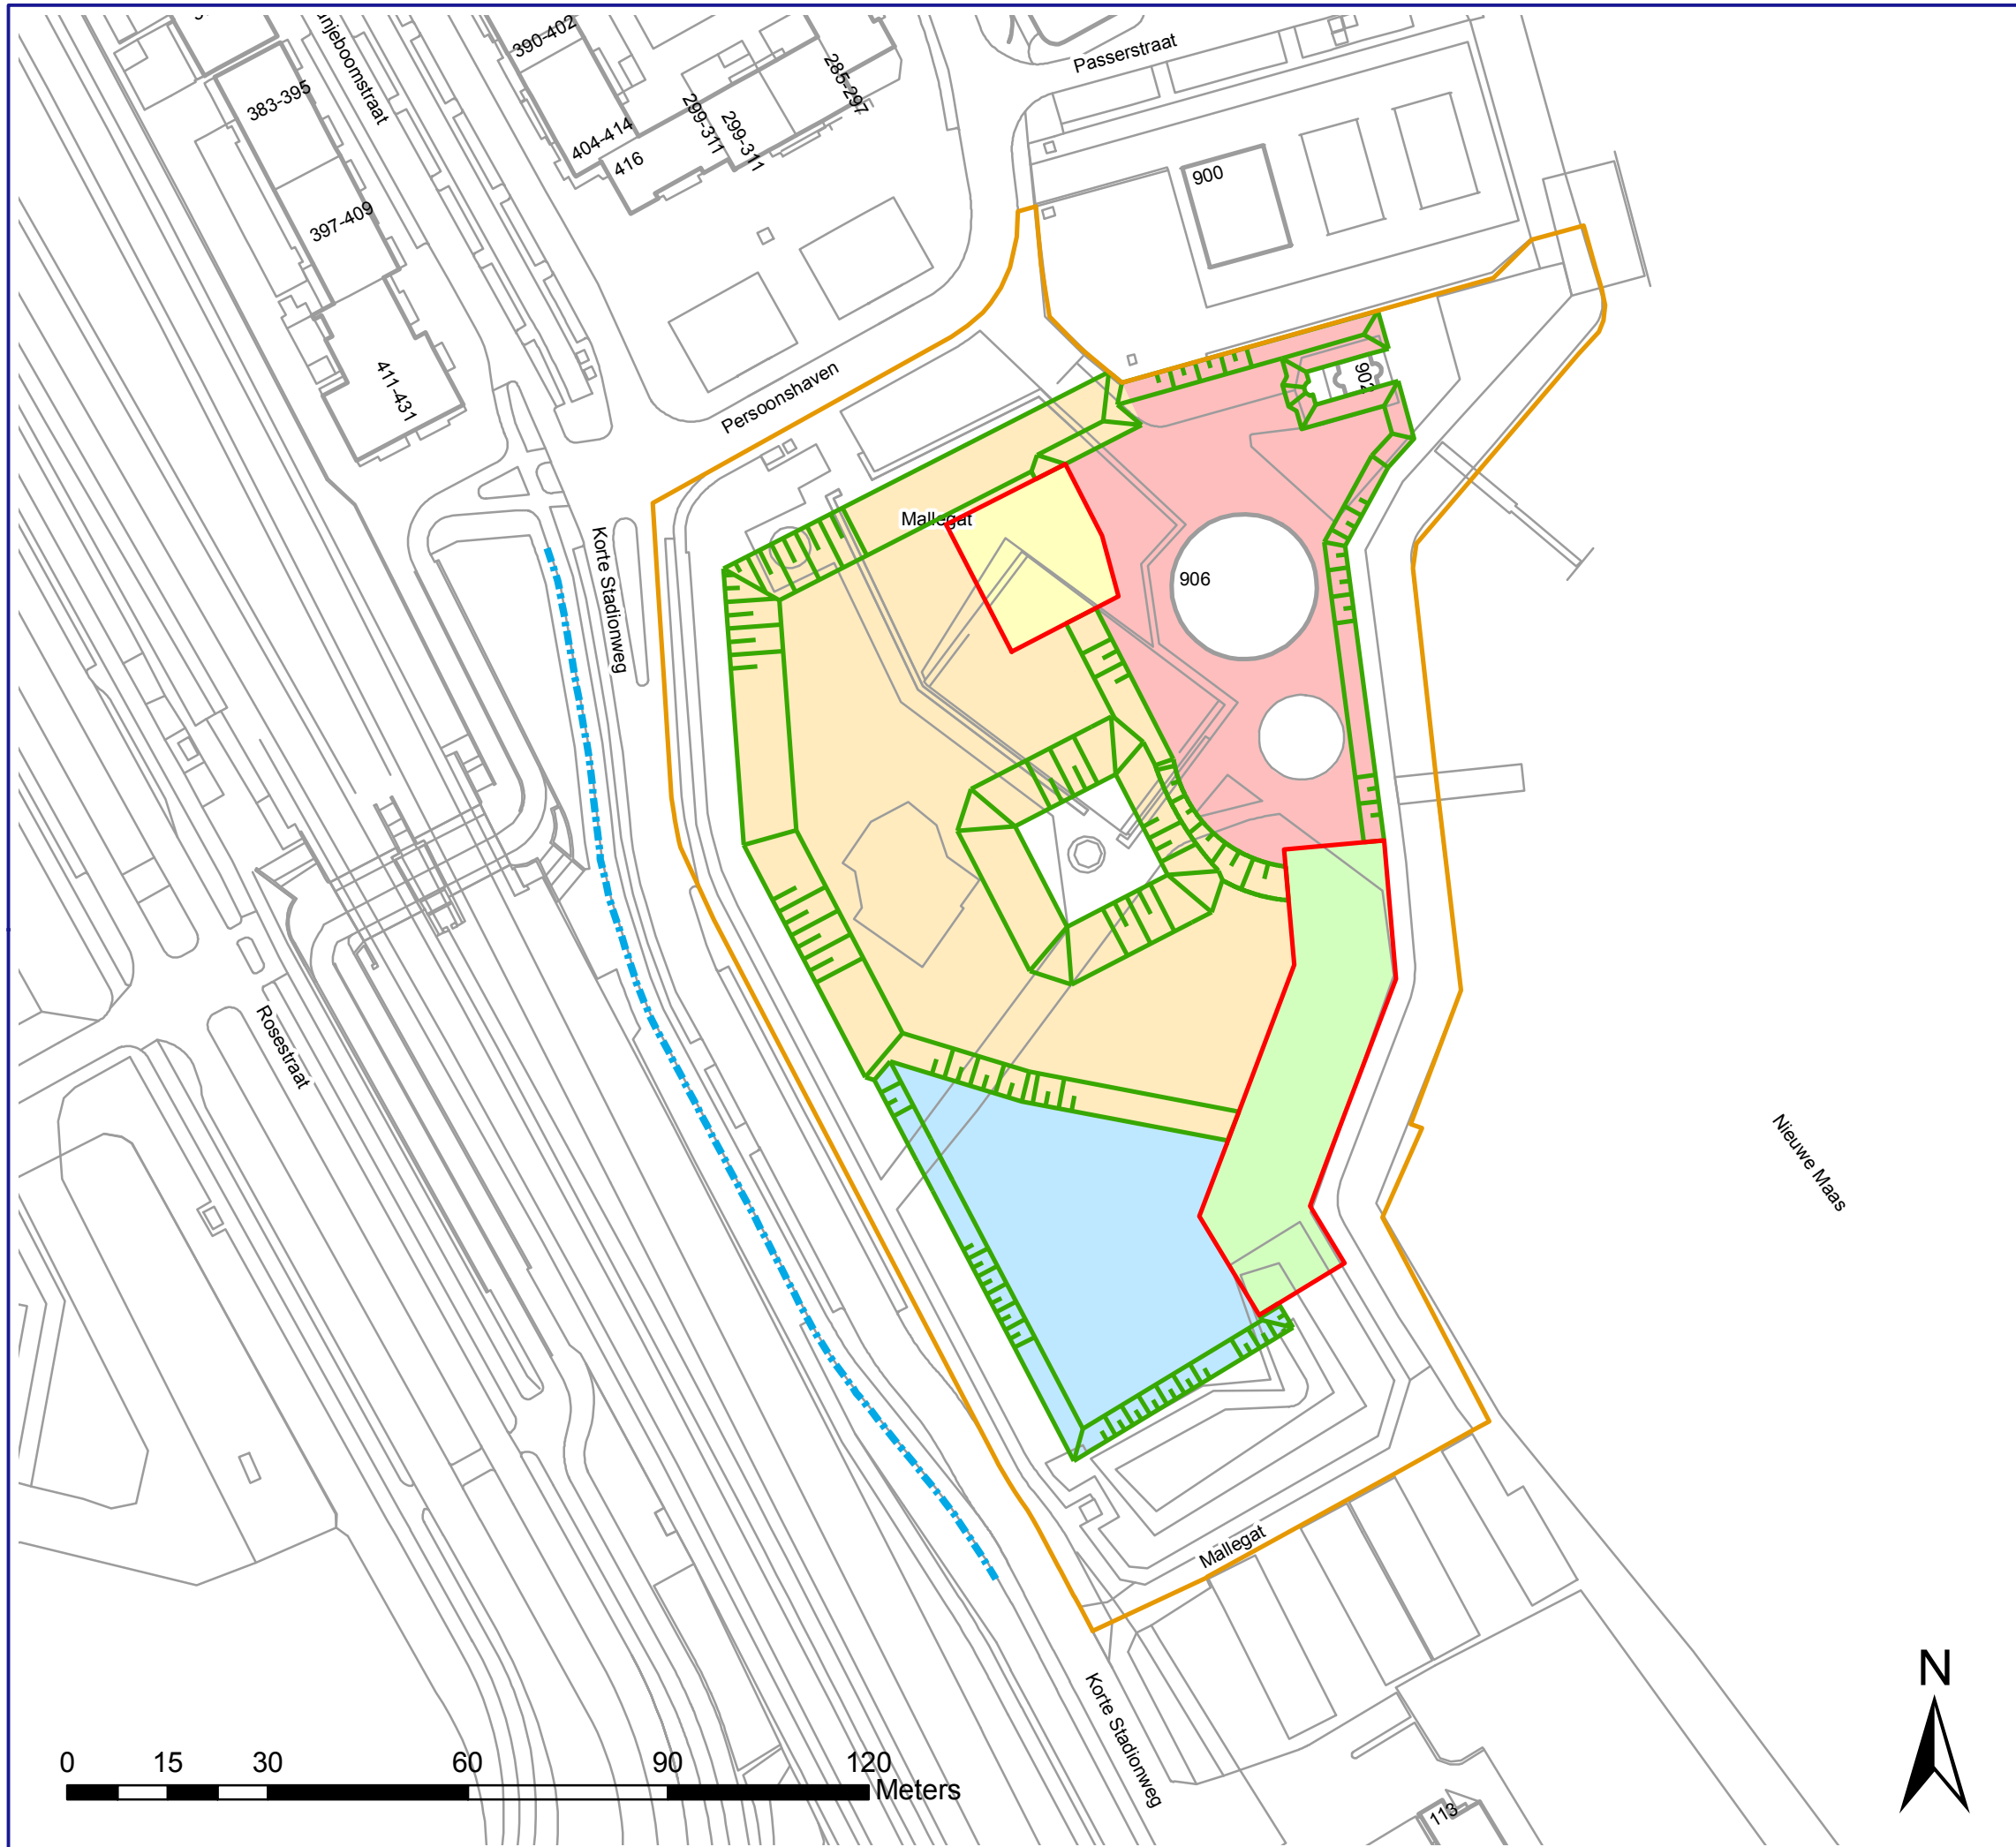 390-402
Passerstraat
285-297
383-395
299-311
299-311
404-414
416
900
397-409
902
411-431
Persoonshaven
Mallegat
Korte Stadionweg
906
Rosestraat
Nieuwe Maas
Mallegat
Korte Stadionweg
N
0 15 30 60 90 120
Meters
113